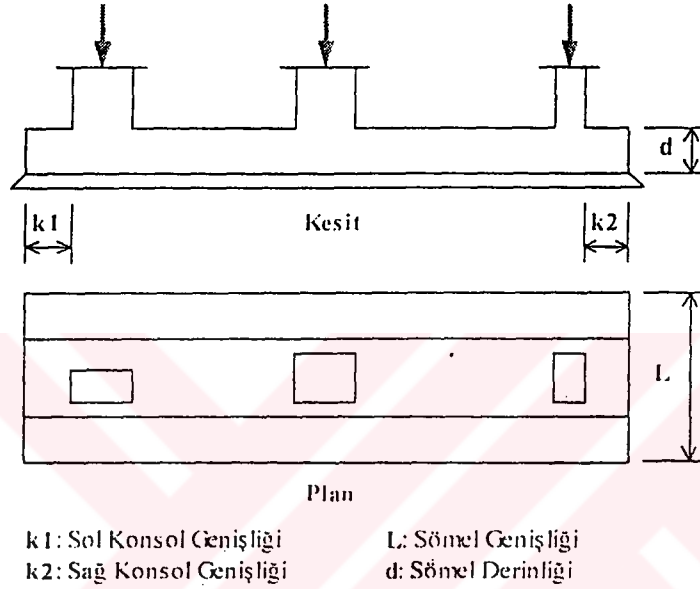 d
k1 Kesit k2
L
Plan
k1: Sol Konsol Genişliği L: Sömel Genişliği
k2: Sağ Konsol Genişliği d: Sömel Derinliği